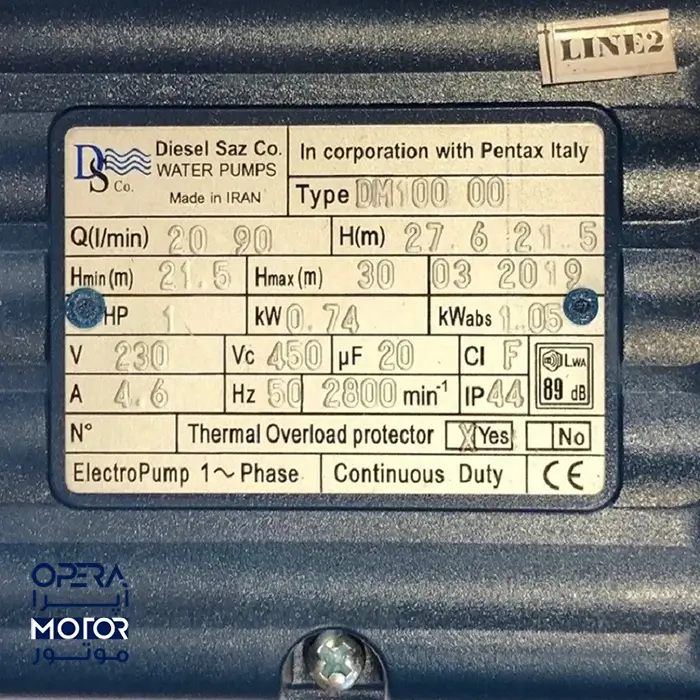 LINE2
DS Co.
Diesel Saz Co.
WATER PUMPS
Made in IRAN
In corporation with Pentax Italy
Type DM100 00
Q(l/min) 20 90 H(m) 27.6 21.5
Hmin(m) 21.5 Hmax(m) 30 03 2019
HP 1 kW 0.74 kWabs 1.05
V 230 Vc 450 µF 20 Cl F LWA
A 4.6 Hz 50 2800 min-1 IP 44 89 dB
N° Thermal Overload protector X Yes No
ElectroPump 1~Phase Continuous Duty CE
OPERA
اپرا
MOTOR
موتور